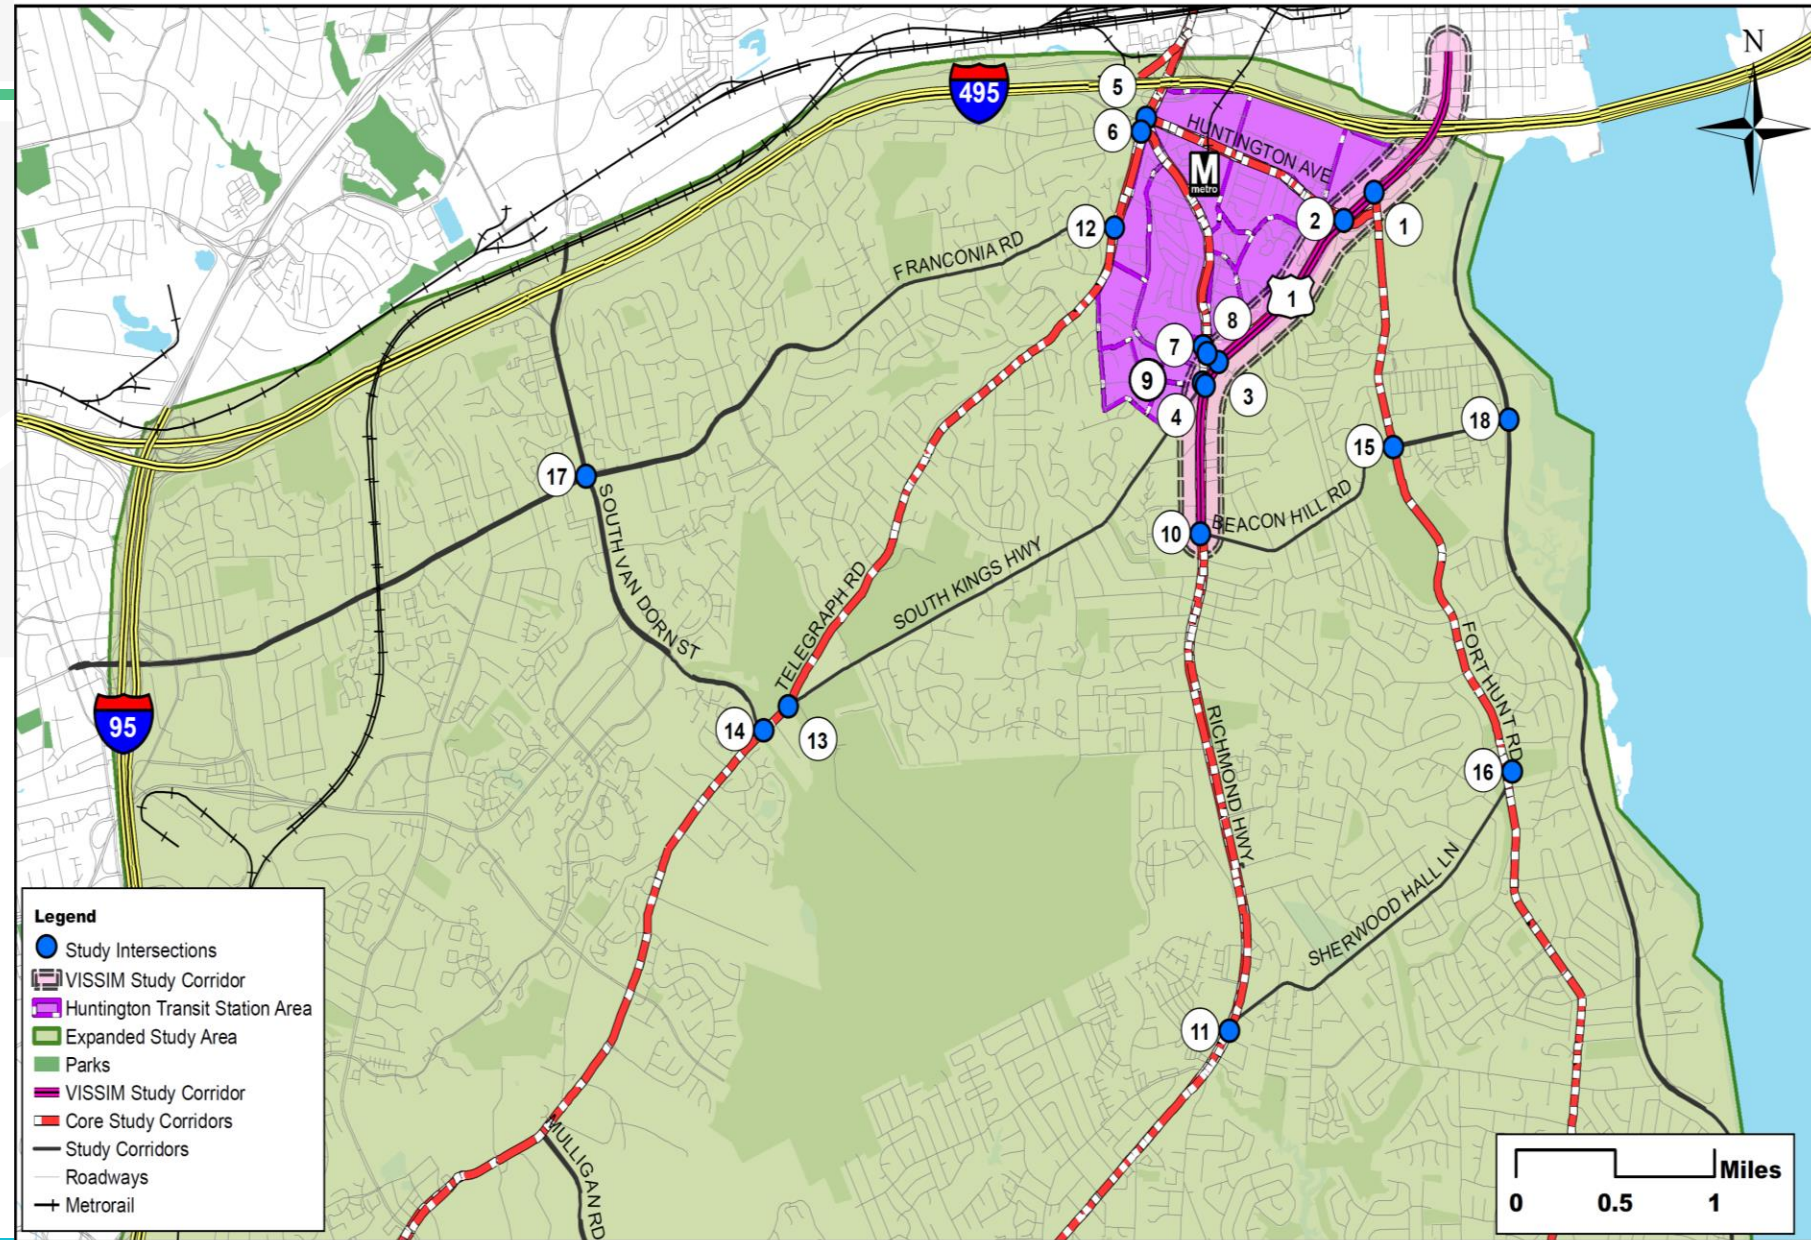 N
495
5
6
HUNTINGTON AVE
M
metro
2
1
12
FRANCONIA RD
1
8
7
9
3
4
18
15
17
SOUTH VAN DORN ST
10
BEACON HILL RD
SOUTH KINGS HWY
TELEGRAPH RD
FORT HUNT RD
95
14
13
RICHMOND HWY
16
SHERWOOD HALL LN
11
MULLIGAN RD
Legend
Study Intersections
VISSIM Study Corridor
Huntington Transit Station Area
Expanded Study Area
Parks
VISSIM Study Corridor
Core Study Corridors
Study Corridors
Roadways
Metrorail
Miles
0 0.5 1